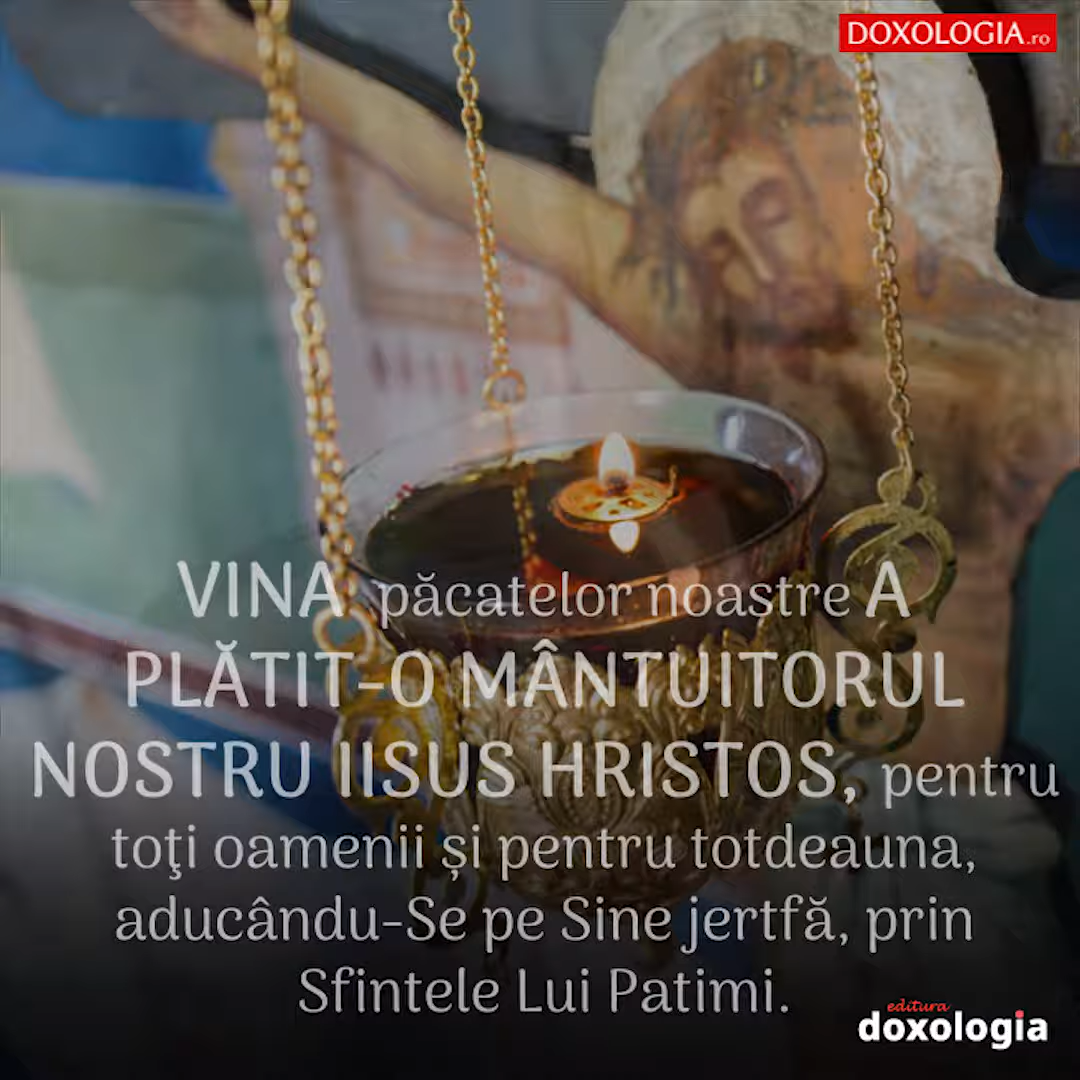 DOXOLOGIA.ro
VINA păcatelor noastre A
PLĂTIT-O MÂNTUITORUL
NOSTRU IISUS HRISTOS, pentru
toţi oamenii și pentru totdeauna,
aducându-Se pe Sine jertfă, prin
Sfintele Lui Patimi.
editura
doxologia